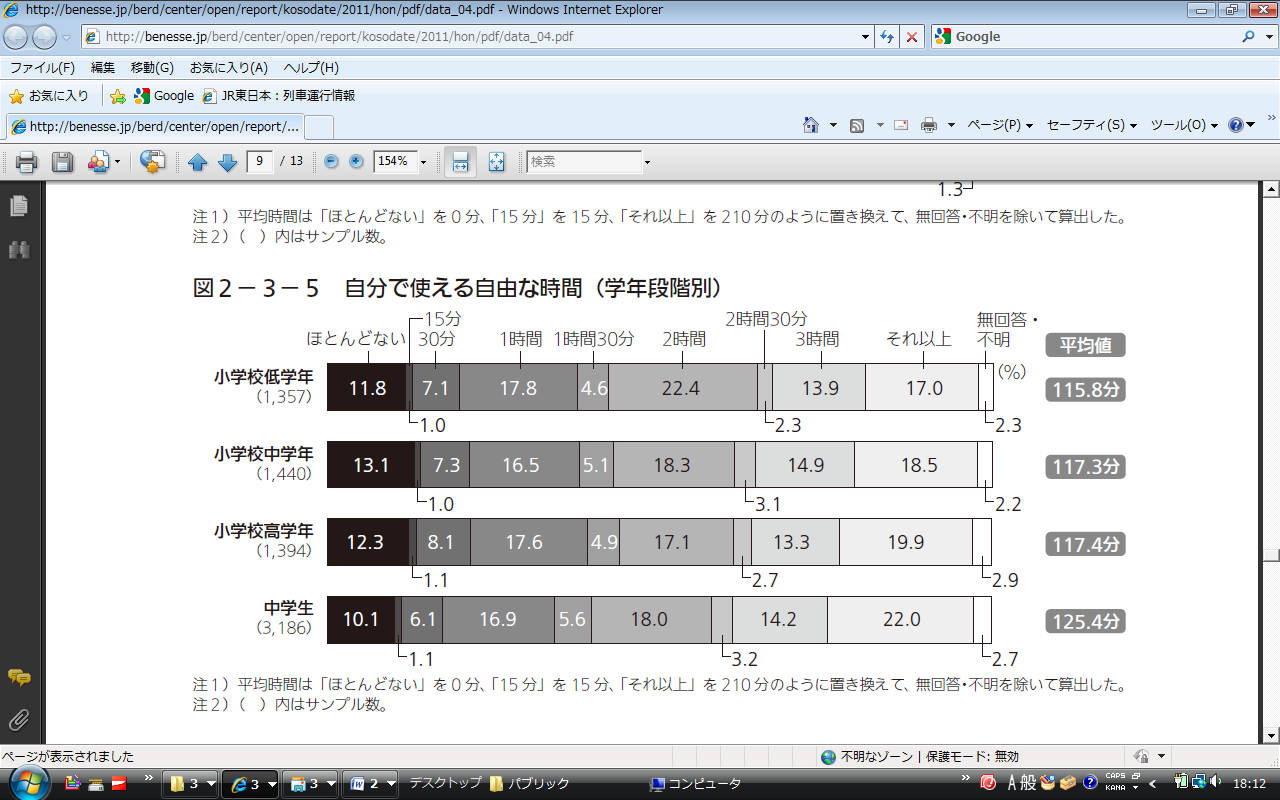 http://benesse.jp/berd/center/open/report/kosodate/2011/hon/pdf/data_04.pdf - Windows Internet Explorer
http://benesse.jp/berd/center/open/report/kosodate/2011/hon/pdf/data_04.pdf
Google
ファイル(F) 編集 移動(G) お気に入り(A) ヘルプ(H)
お気に入り Google JR東日本：列車運行情報
http://benesse.jp/berd/center/open/report/... ページ(P) セーフティ(S) ツール(O)
9 / 13 154% 検索
1.3
注１）平均時間は「ほとんどない」を０分、「15分」を15分、「それ以上」を210分のように置き換えて、無回答・不明を除いて算出した。
注２）（　）内はサンプル数。
図２－３－５　自分で使える自由な時間（学年段階別）
15分 2時間30分 無回答・
ほとんどない 30分 1時間 1時間30分 2時間 3時間 それ以上 不明 平均値
(%)
小学校低学年
(1,357)
11.8 7.1 17.8 4.6 22.4 13.9 17.0 115.8分
1.0 2.3 2.3
小学校中学年
(1,440)
13.1 7.3 16.5 5.1 18.3 14.9 18.5 117.3分
1.0 3.1 2.2
小学校高学年
(1,394)
12.3 8.1 17.6 4.9 17.1 13.3 19.9 117.4分
1.1 2.7 2.9
中学生
(3,186)
10.1 6.1 16.9 5.6 18.0 14.2 22.0 125.4分
1.1 3.2 2.7
注１）平均時間は「ほとんどない」を０分、「15分」を15分、「それ以上」を210分のように置き換えて、無回答・不明を除いて算出した。
注２）（　）内はサンプル数。
ページが表示されました 不明なゾーン | 保護モード: 無効
3 3 3 2 デスクトップ パブリック コンピュータ A 般 CAPS KANA 18:12